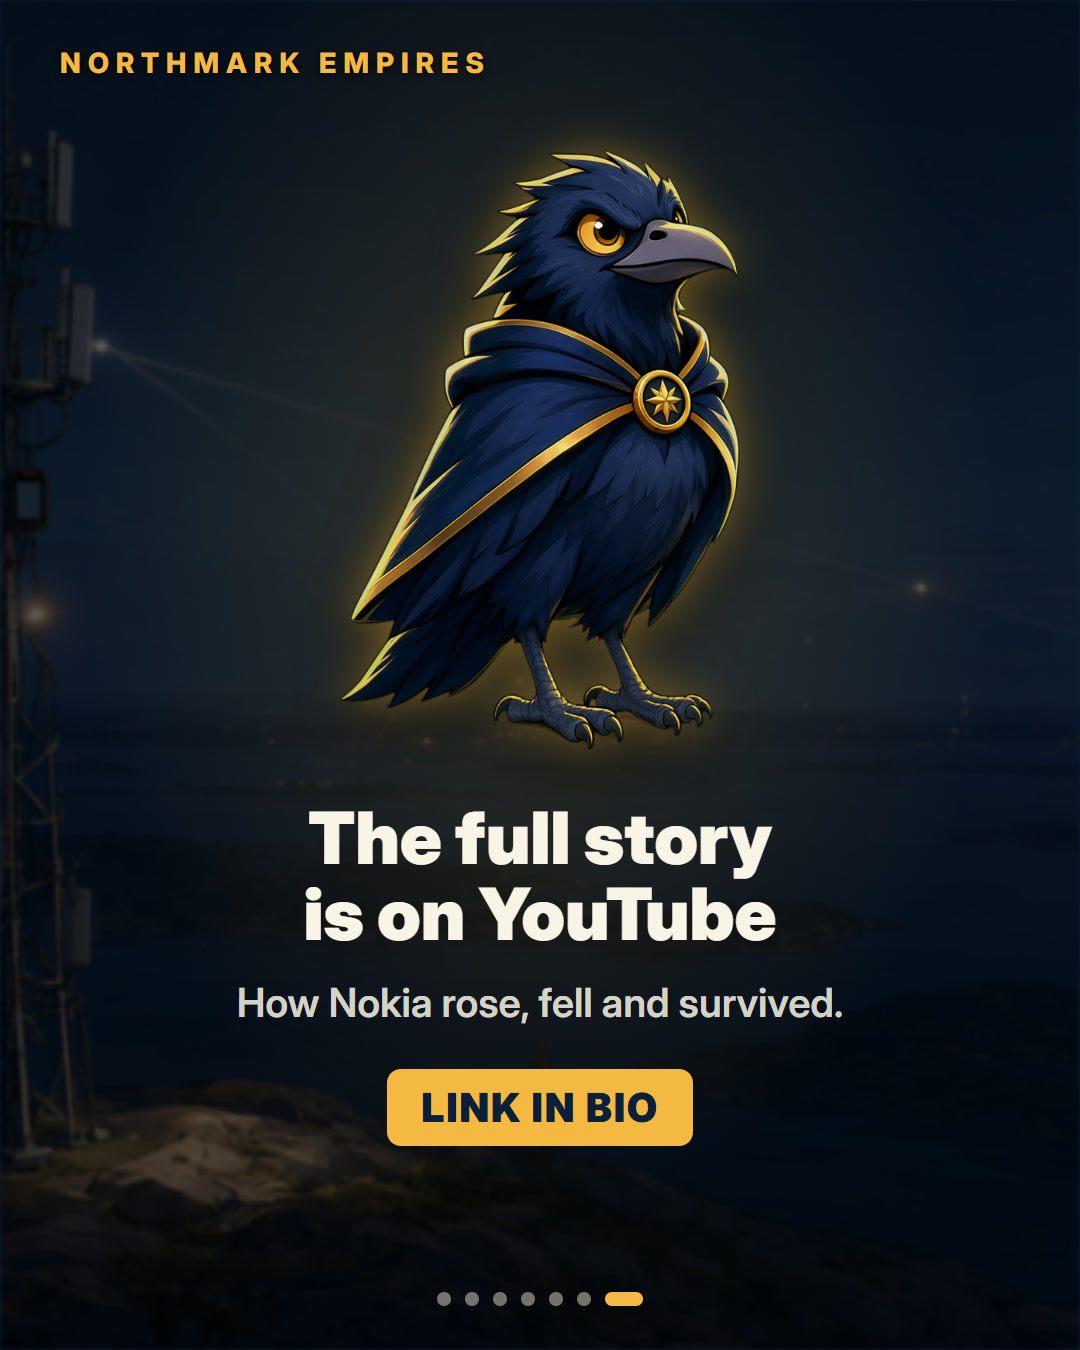 NORTHMARK EMPIRES
The full story
is on YouTube
How Nokia rose, fell and survived.
LINK IN BIO